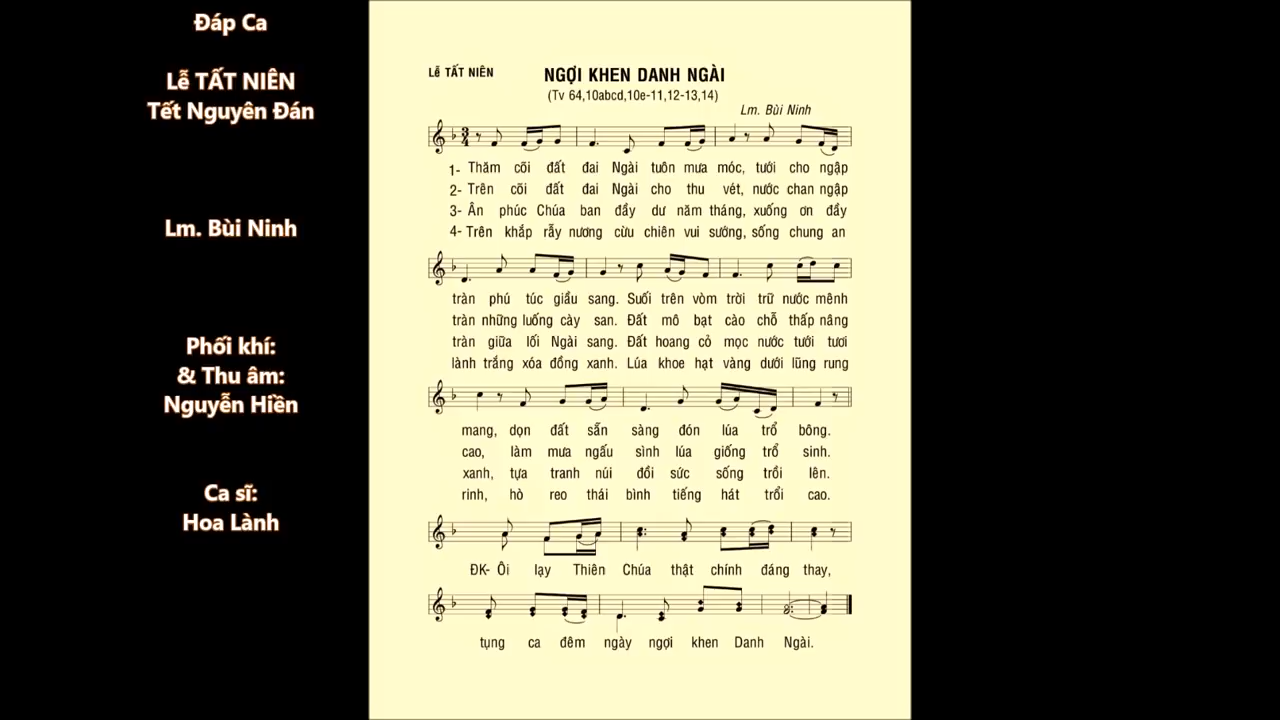 Đáp Ca
Lễ TẤT NIÊN
Tết Nguyên Đán
Lm. Bùi Ninh
Phối khí:
& Thu âm:
Nguyễn Hiền
Ca sĩ:
Hoa Lành
Lễ TẤT NIÊN
NGỢI KHEN DANH NGÀI
(Tv 64,10abcd,10e-11,12-13,14)
Lm. Bùi Ninh
1- Thăm cõi đất đai Ngài tuôn mưa móc, tưới cho ngập
2- Trên cõi đất đai Ngài cho thu vét, nước chan ngập
3- Ân phúc Chúa ban đầy dư năm tháng, xuống ơn đầy
4- Trên khắp rẫy nương cừu chiên vui sướng, sống chung an
tràn phú túc giầu sang. Suối trên vòm trời trữ nước mênh
tràn những luống cày san. Đất mô bạt cào chỗ thấp nâng
tràn giữa lối Ngài sang. Đất hoang cỏ mọc nước tưới tươi
lành trắng xóa đồng xanh. Lúa khoe hạt vàng dưới lũng rung
mang, dọn đất sẵn sàng đón lúa trổ bông.
cao, làm mưa ngấu sình lúa giống trổ sinh.
xanh, tựa tranh núi đồi sức sống trồi lên.
rinh, hò reo thái bình tiếng hát trổi cao.
ĐK- Ôi lạy Thiên Chúa thật chính đáng thay,
tụng ca đêm ngày ngợi khen Danh Ngài.